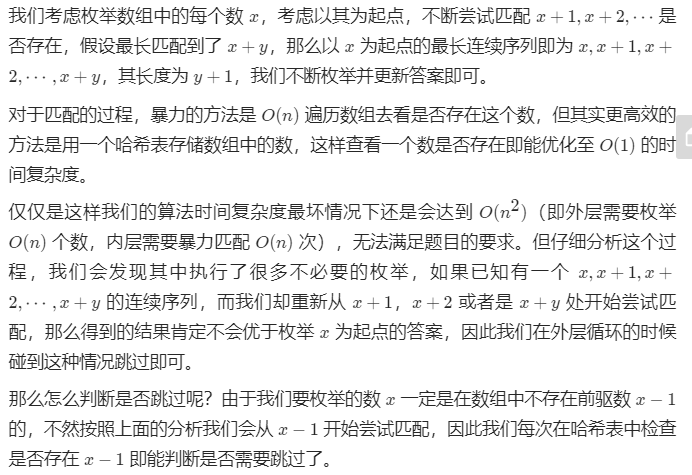 我们考虑枚举数组中的每个数 x，考虑以其为起点，不断尝试匹配 x + 1, x + 2, ⋯ 是
否存在，假设最长匹配到了 x + y，那么以 x 为起点的最长连续序列即为 x, x + 1, x +
2, ⋯ , x + y，其长度为 y + 1，我们不断枚举并更新答案即可。
对于匹配的过程，暴力的方法是 O(n) 遍历数组去看是否存在这个数，但其实更高效的
方法是用一个哈希表存储数组中的数，这样查看一个数是否存在即能优化至 O(1) 的时
间复杂度。
仅仅是这样我们的算法时间复杂度最坏情况下还是会达到 O(n²)（即外层需要枚举
O(n) 个数，内层需要暴力匹配 O(n) 次），无法满足题目的要求。但仔细分析这个过
程，我们会发现其中执行了很多不必要的枚举，如果已知有一个 x, x + 1, x +
2, ⋯ , x + y 的连续序列，而我们却重新从 x + 1，x + 2 或者是 x + y 处开始尝试匹
配，那么得到的结果肯定不会优于枚举 x 为起点的答案，因此我们在外层循环的时候
碰到这种情况跳过即可。
那么怎么判断是否跳过呢？由于我们要枚举的数 x 一定是在数组中不存在前驱数 x − 1
的，不然按照上面的分析我们会从 x − 1 开始尝试匹配，因此我们每次在哈希表中检查
是否存在 x − 1 即能判断是否需要跳过了。